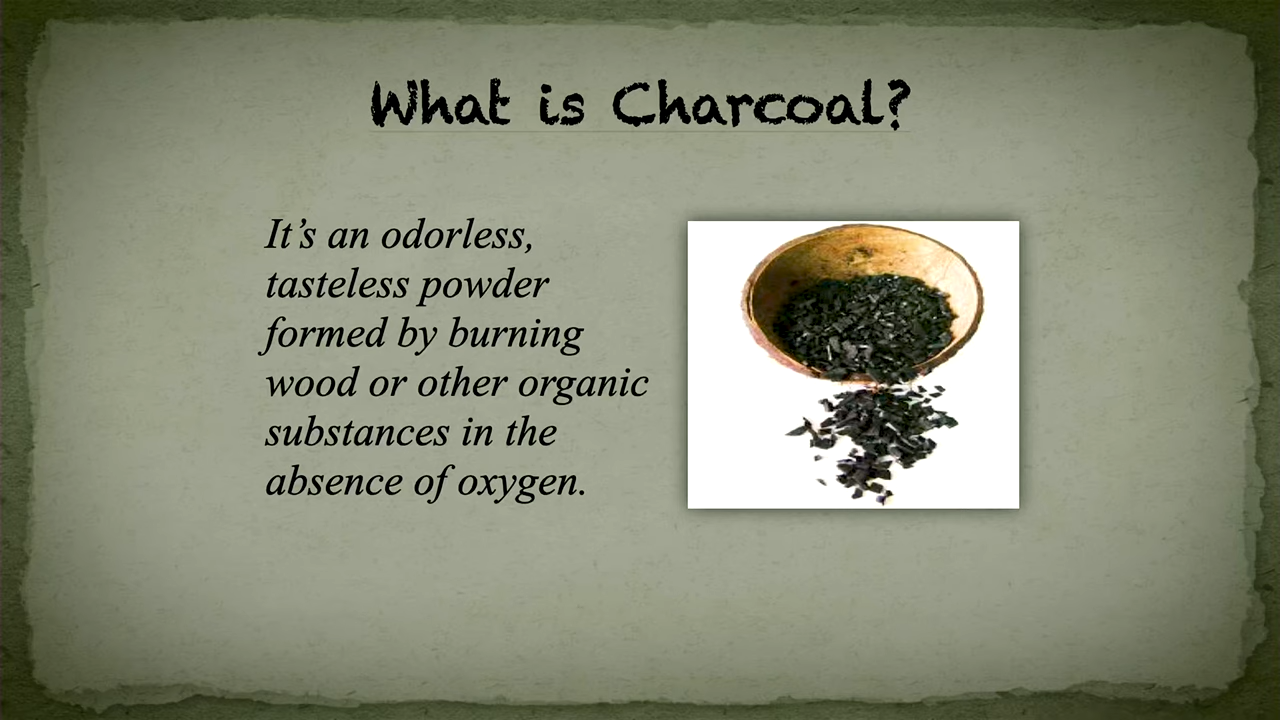 What is Charcoal?
It’s an odorless,
tasteless powder
formed by burning
wood or other organic
substances in the
absence of oxygen.